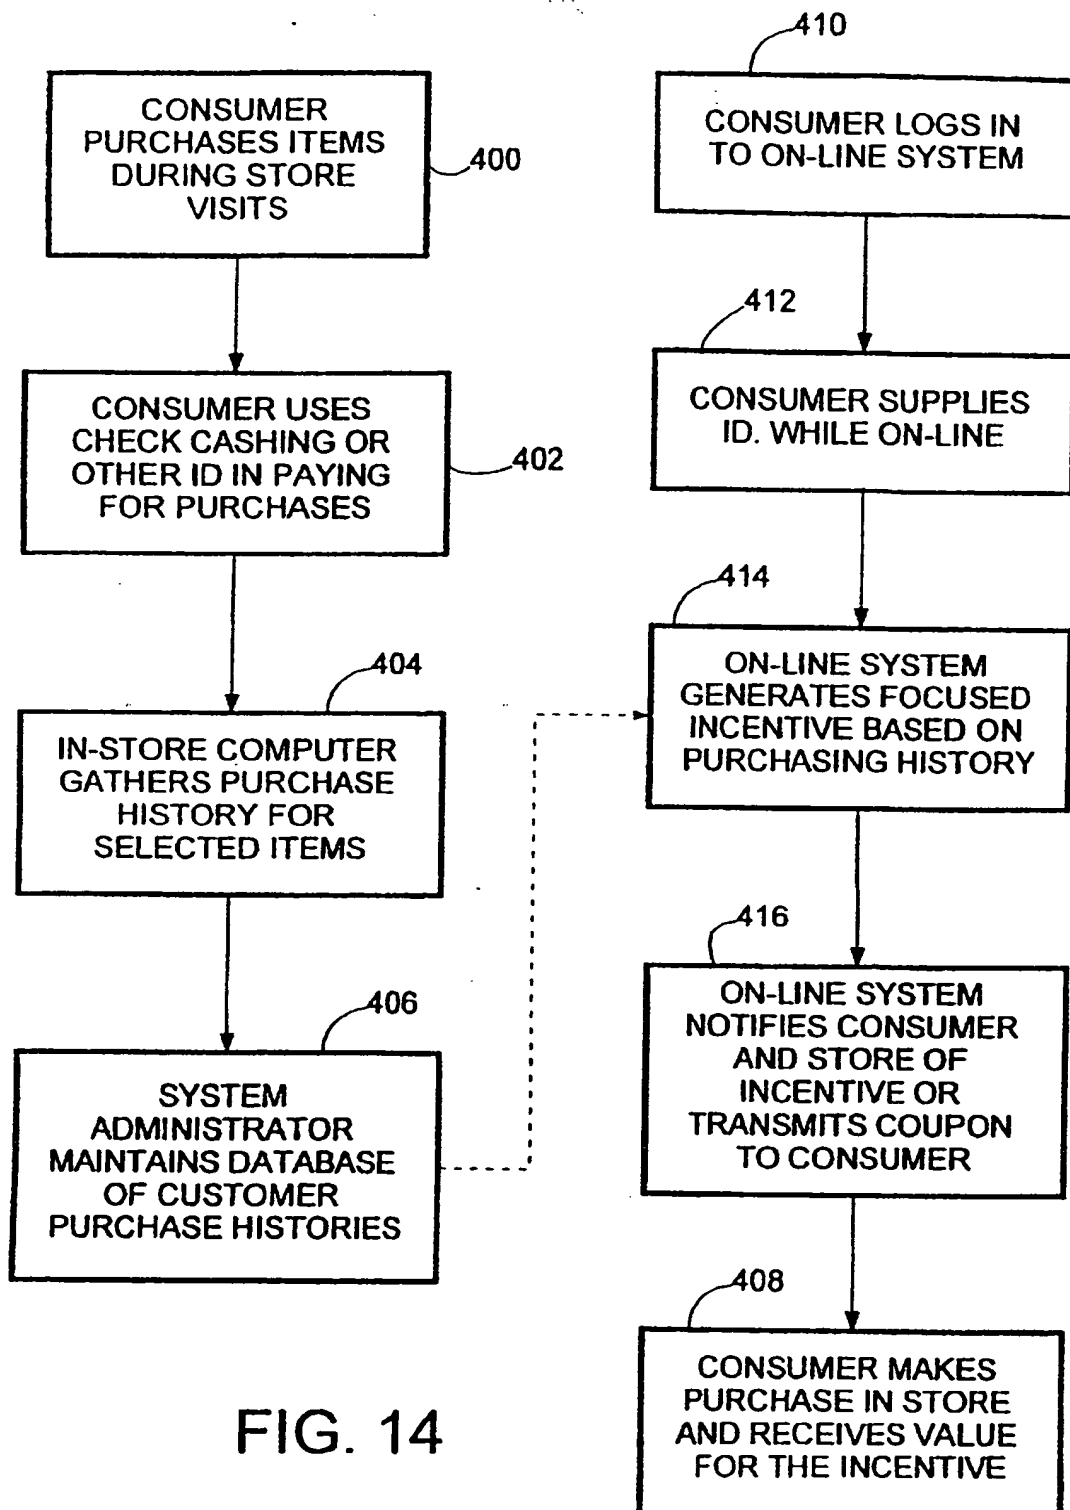 CONSUMER
PURCHASES ITEMS
DURING STORE
VISITS
400
CONSUMER USES
CHECK CASHING OR
OTHER ID IN PAYING
FOR PURCHASES
402
404
IN-STORE COMPUTER
GATHERS PURCHASE
HISTORY FOR
SELECTED ITEMS
406
SYSTEM
ADMINISTRATOR
MAINTAINS DATABASE
OF CUSTOMER
PURCHASE HISTORIES
410
CONSUMER LOGS IN
TO ON-LINE SYSTEM
412
CONSUMER SUPPLIES
ID. WHILE ON-LINE
414
ON-LINE SYSTEM
GENERATES FOCUSED
INCENTIVE BASED ON
PURCHASING HISTORY
416
ON-LINE SYSTEM
NOTIFIES CONSUMER
AND STORE OF
INCENTIVE OR
TRANSMITS COUPON
TO CONSUMER
408
CONSUMER MAKES
PURCHASE IN STORE
AND RECEIVES VALUE
FOR THE INCENTIVE
FIG. 14